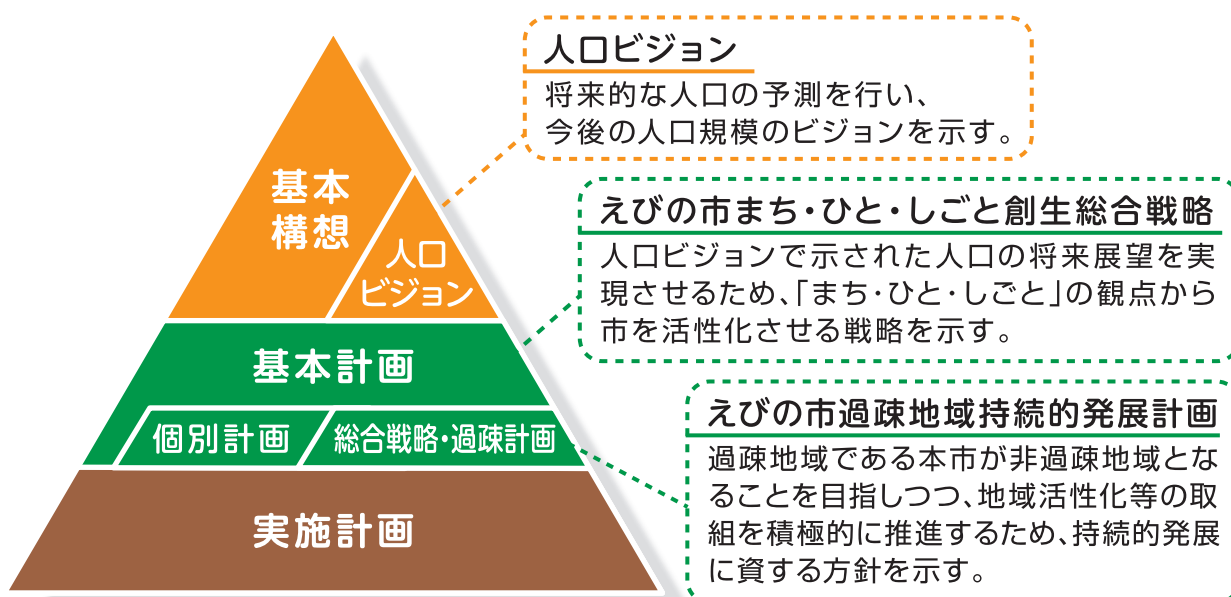 基本
構想
人口
ビジョン
基本計画
個別計画
総合戦略・過疎計画
実施計画
人口ビジョン
将来的な人口の予測を行い、
今後の人口規模のビジョンを示す。
えびの市まち・ひと・しごと創生総合戦略
人口ビジョンで示された人口の将来展望を実
現させるため、「まち・ひと・しごと」の観点から
市を活性化させる戦略を示す。
えびの市過疎地域持続的発展計画
過疎地域である本市が非過疎地域とな
ることを目指しつつ、地域活性化等の取
組を積極的に推進するため、持続的発展
に資する方針を示す。